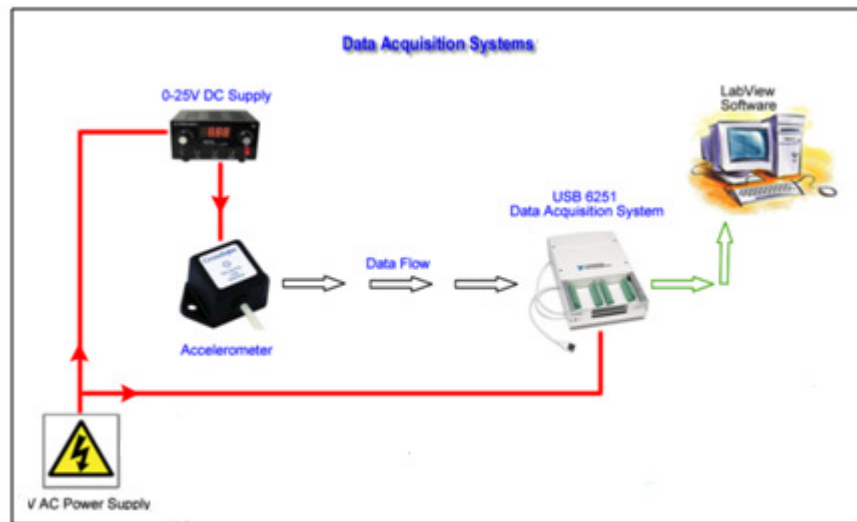 Data Acquisition Systems
0-25V DC Supply
LabView
Software
USB 6251
Data Acquisition System
Data Flow
Accelerometer
V AC Power Supply